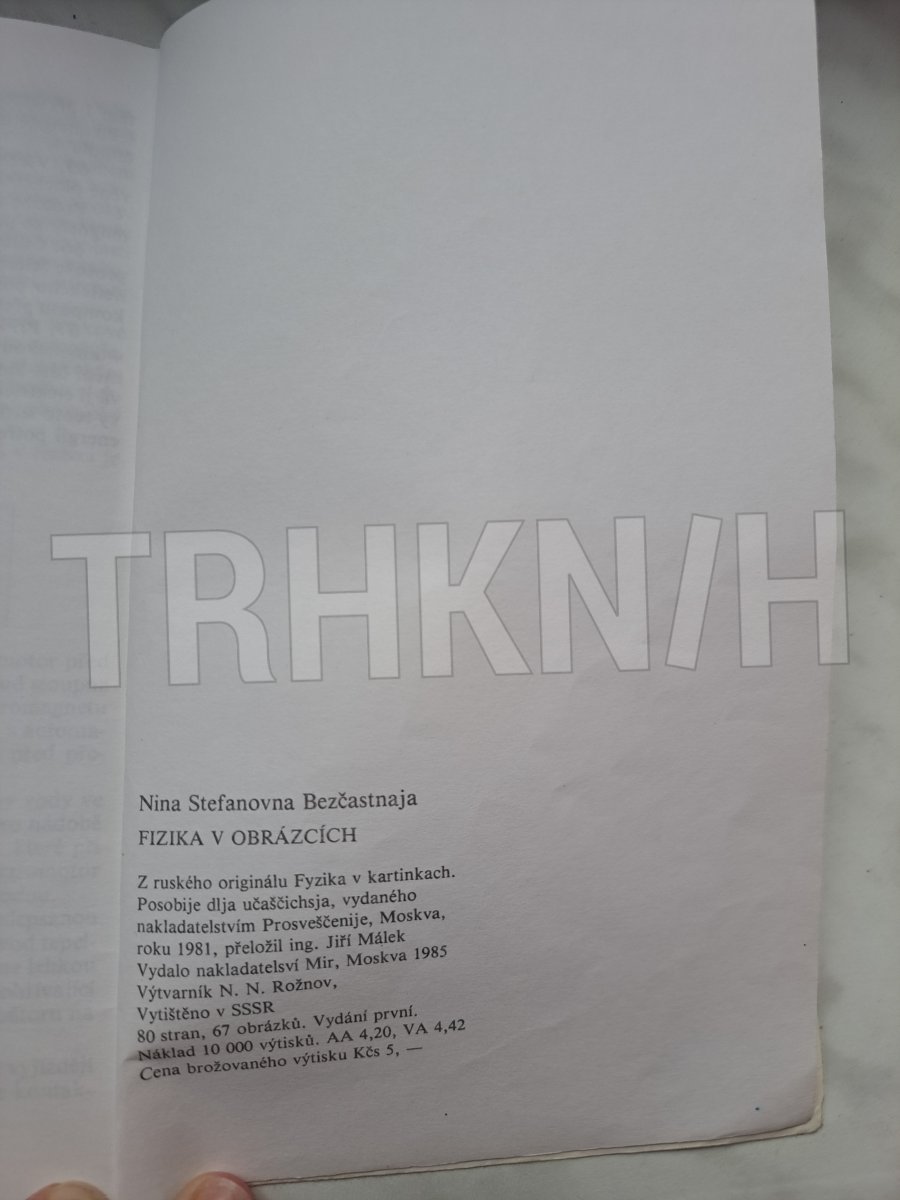 TRHKNIH
Nina Stefanovna Bezčastnaja
FIZIKA V OBRÁZCÍCH
Z ruského originálu Fyzika v kartinkach.
Posobije dlja učaščichsja, vydaného
nakladatelstvím Prosveščenije, Moskva,
roku 1981, přeložil ing. Jiří Málek
Vydalo nakladatelsví Mir, Moskva 1985
Výtvarník N. N. Rožnov,
Vytištěno v SSSR
80 stran, 67 obrázků. Vydání první.
Náklad 10 000 výtisků. AA 4,20, VA 4,42
Cena brožovaného výtisku Kčs 5, —